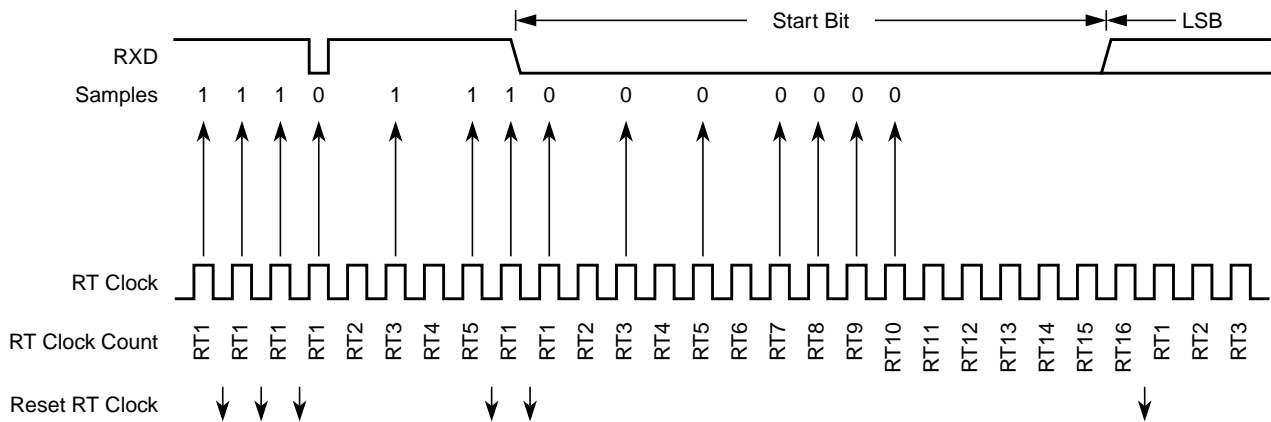 Start Bit LSB
RXD
Samples 1 1 1 0 1 1 1 0 0 0 0 0 0 0
RT Clock
RT Clock Count RT1 RT1 RT1 RT1 RT2 RT3 RT4 RT5 RT1 RT1 RT2 RT3 RT4 RT5 RT6 RT7 RT8 RT9 RT10 RT11 RT12 RT13 RT14 RT15 RT16 RT1 RT2 RT3
Reset RT Clock